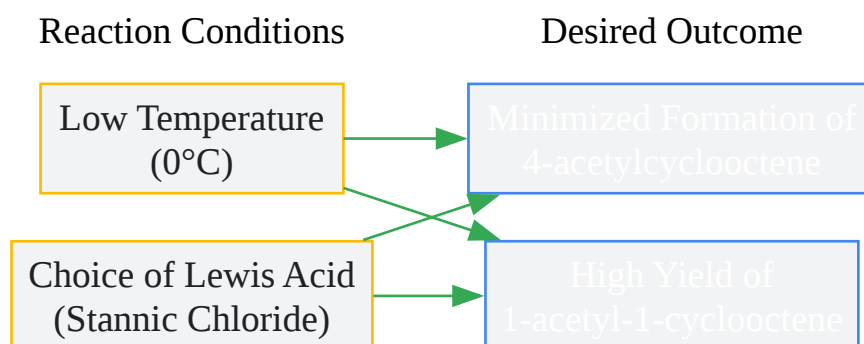 Reaction Conditions
Desired Outcome
Low Temperature
(0°C)
Minimized Formation of
4-acetylcyclooctene
Choice of Lewis Acid
(Stannic Chloride)
High Yield of
1-acetyl-1-cyclooctene